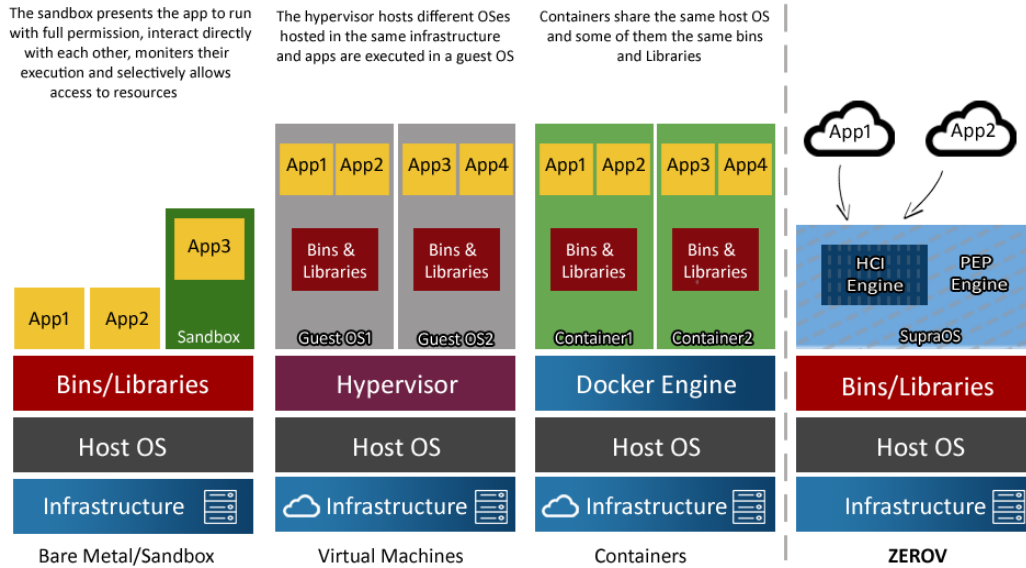 The sandbox presents the app to run
with full permission, interact directly
with each other, moniters their
execution and selectively allows
access to resources
The hypervisor hosts different OSes
hosted in the same infrastructure
and apps are executed in a guest OS
Containers share the same host OS
and some of them the same bins
and Libraries
App1
App2
App3
Sandbox
Bins/Libraries
Host OS
Infrastructure
Bare Metal/Sandbox
App1
App2
App3
App4
Bins &
Libraries
Bins &
Libraries
Guest OS1
Guest OS2
Hypervisor
Host OS
Infrastructure
Virtual Machines
App1
App2
App3
App4
Bins &
Libraries
Bins &
Libraries
Container1
Container2
Docker Engine
Host OS
Infrastructure
Containers
App1
App2
HCI
Engine
PEP
Engine
SupraOS
Bins/Libraries
Host OS
Infrastructure
ZEROV